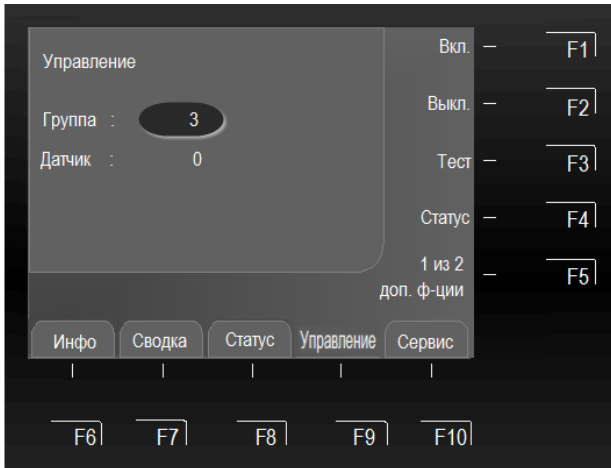 Управление
Группа : 3
Датчик : 0
Вкл. — F1
Выкл. — F2
Тест — F3
Статус — F4
1 из 2
доп. ф-ции — F5
Инфо Сводка Статус Управление Сервис
F6 F7 F8 F9 F10